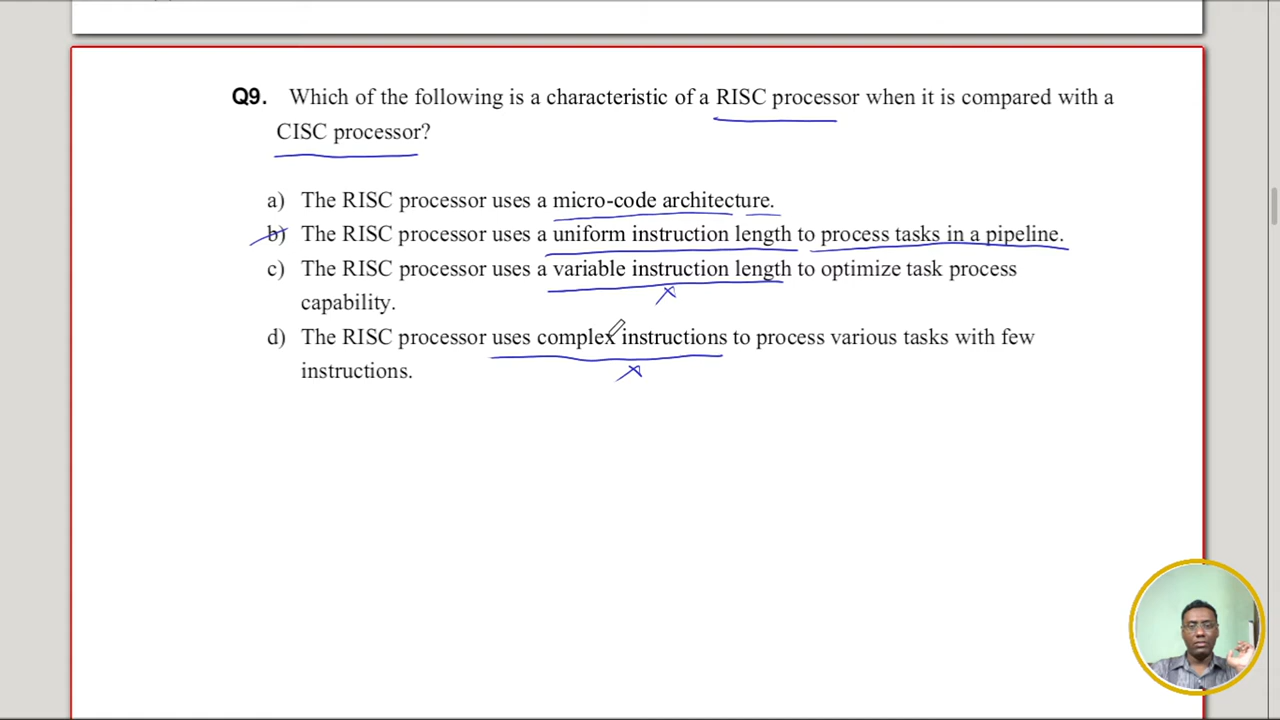 Q9. Which of the following is a characteristic of a RISC processor when it is compared with a
CISC processor?
a) The RISC processor uses a micro-code architecture.
b) The RISC processor uses a uniform instruction length to process tasks in a pipeline.
c) The RISC processor uses a variable instruction length to optimize task process
capability.
d) The RISC processor uses complex instructions to process various tasks with few
instructions.